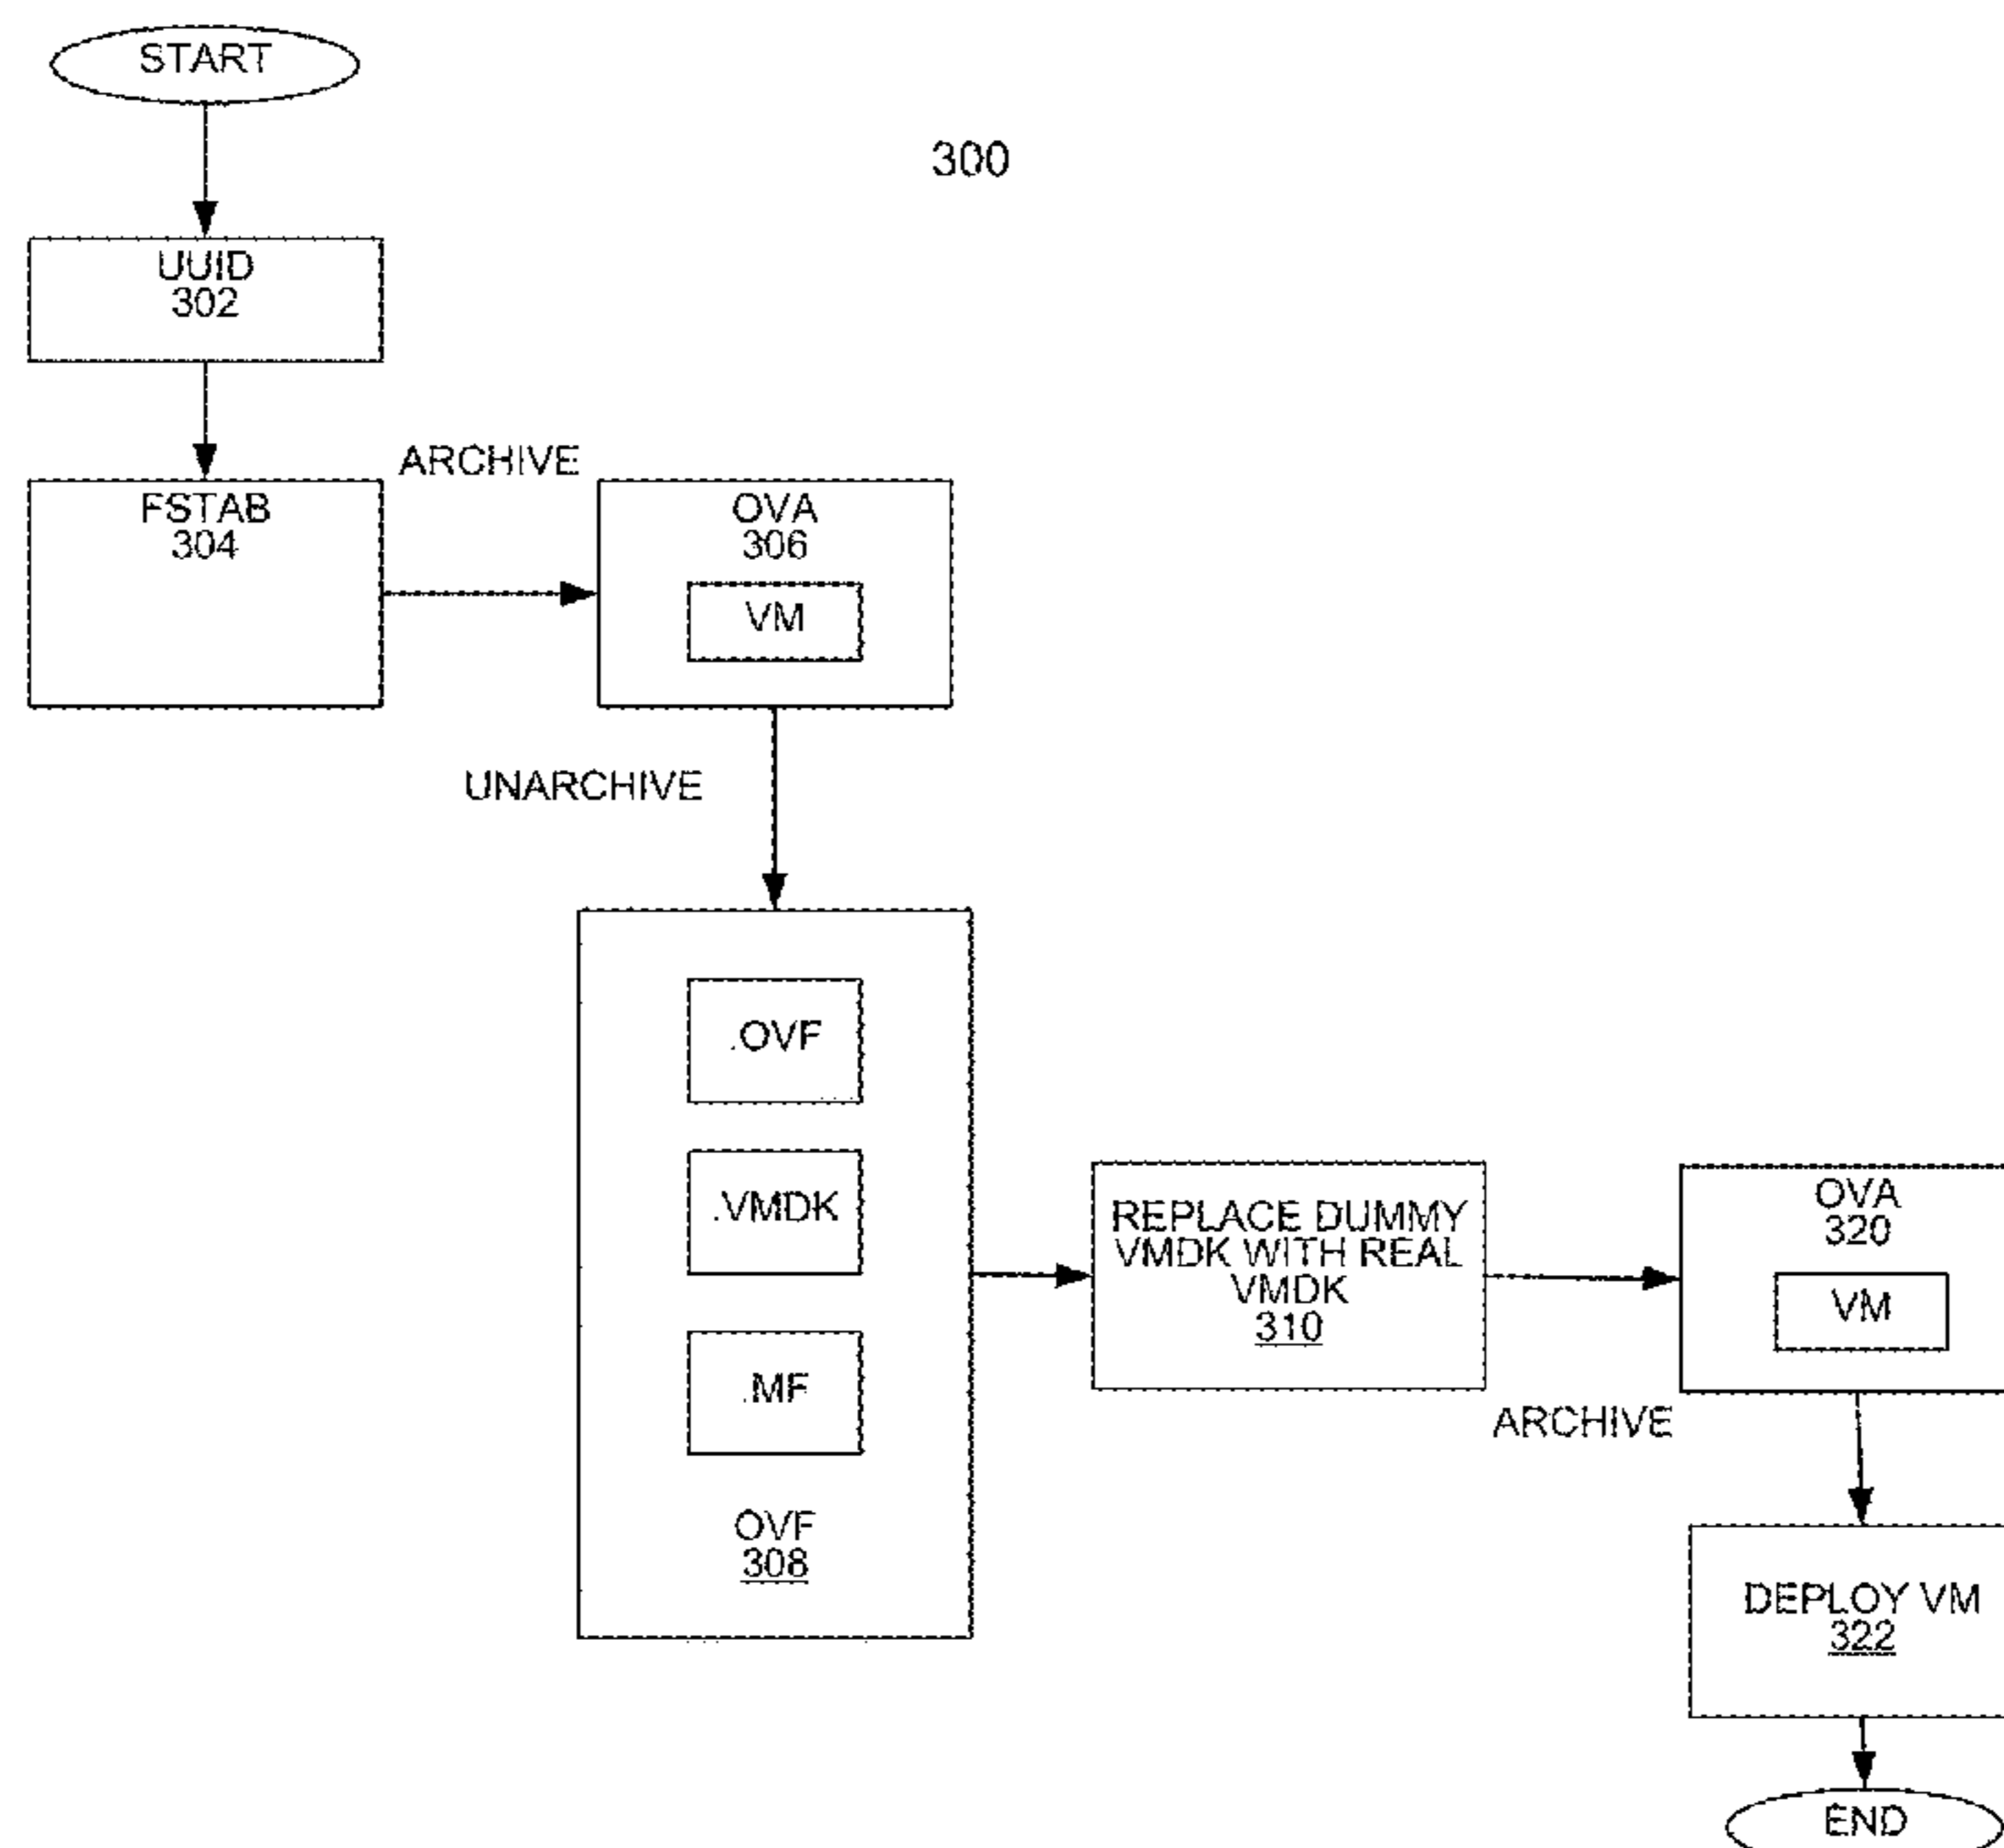 START
300
UUID
302
ARCHIVE
FSTAB
304
OVA
306
VM
UNARCHIVE
.OVF
.VMDK
.MF
OVF
308
REPLACE DUMMY
VMDK WITH REAL
VMDK
310
OVA
320
VM
ARCHIVE
DEPLOY VM
322
END